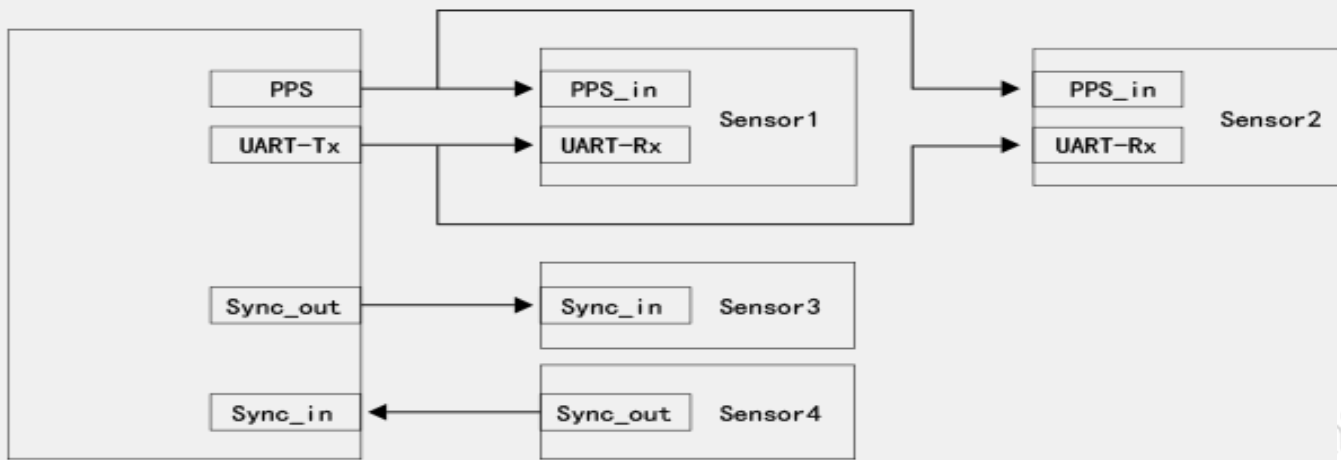 PPS
UART-Tx
Sync_out
Sync_in
PPS_in
UART-Rx
Sensor1
PPS_in
UART-Rx
Sensor2
Sync_in
Sensor3
Sync_out
Sensor4